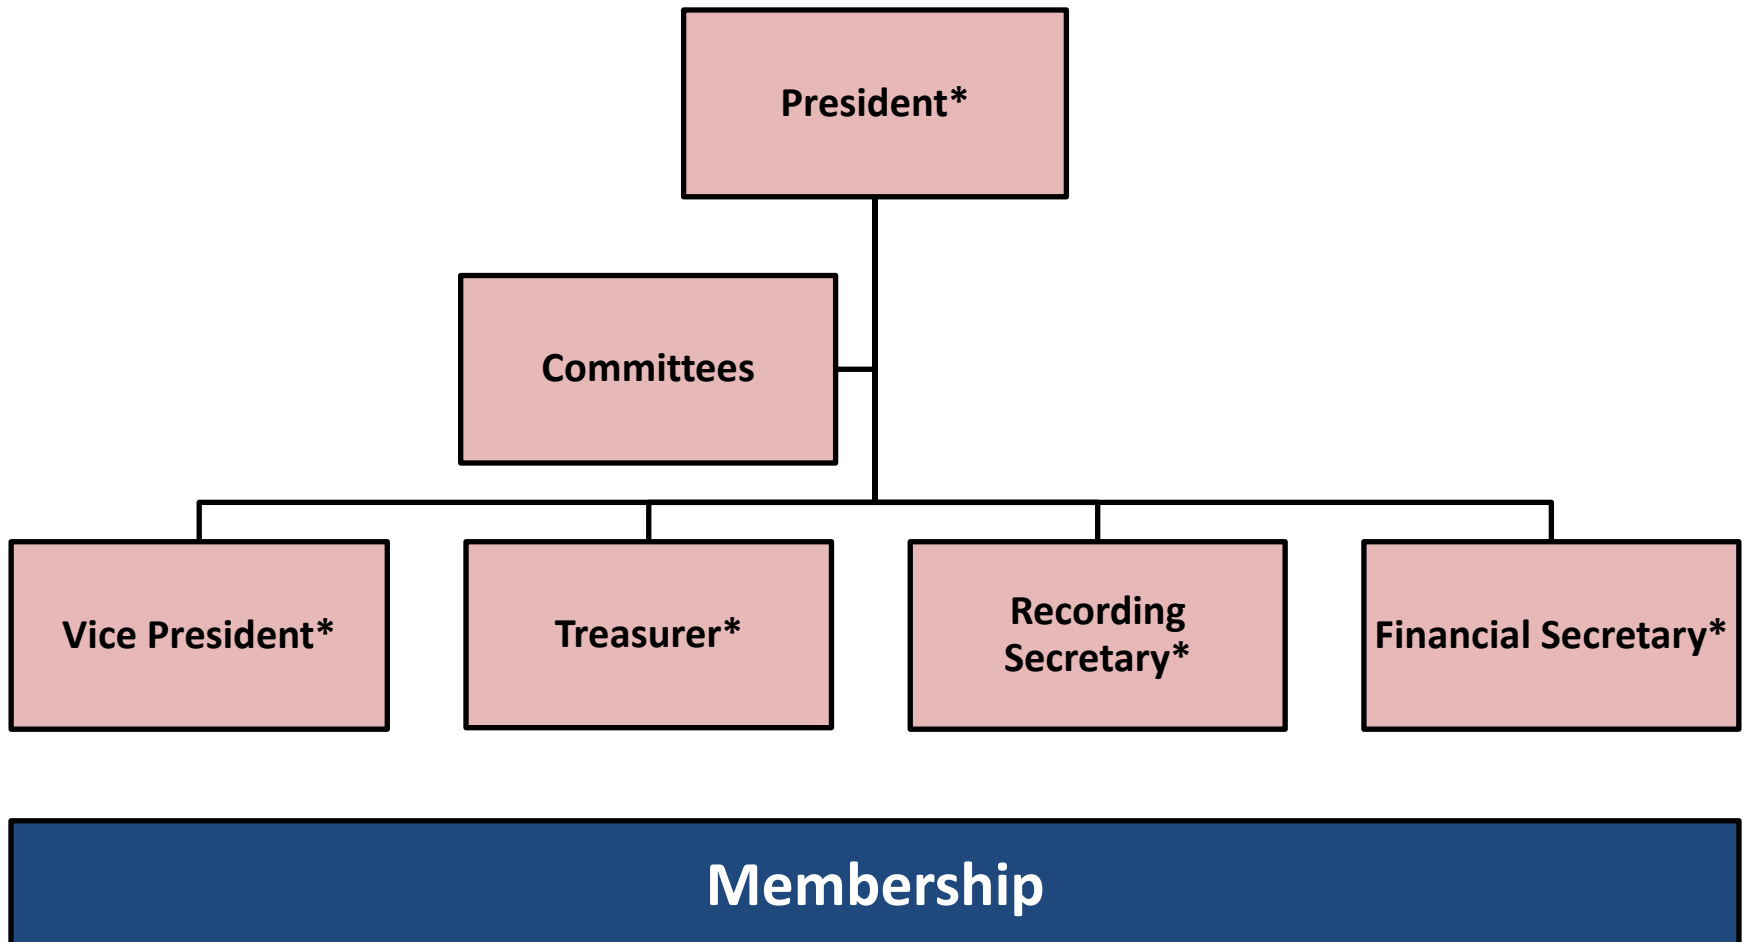 President*
Committees
Vice President*
Treasurer*
Recording
Secretary*
Financial Secretary*
Membership